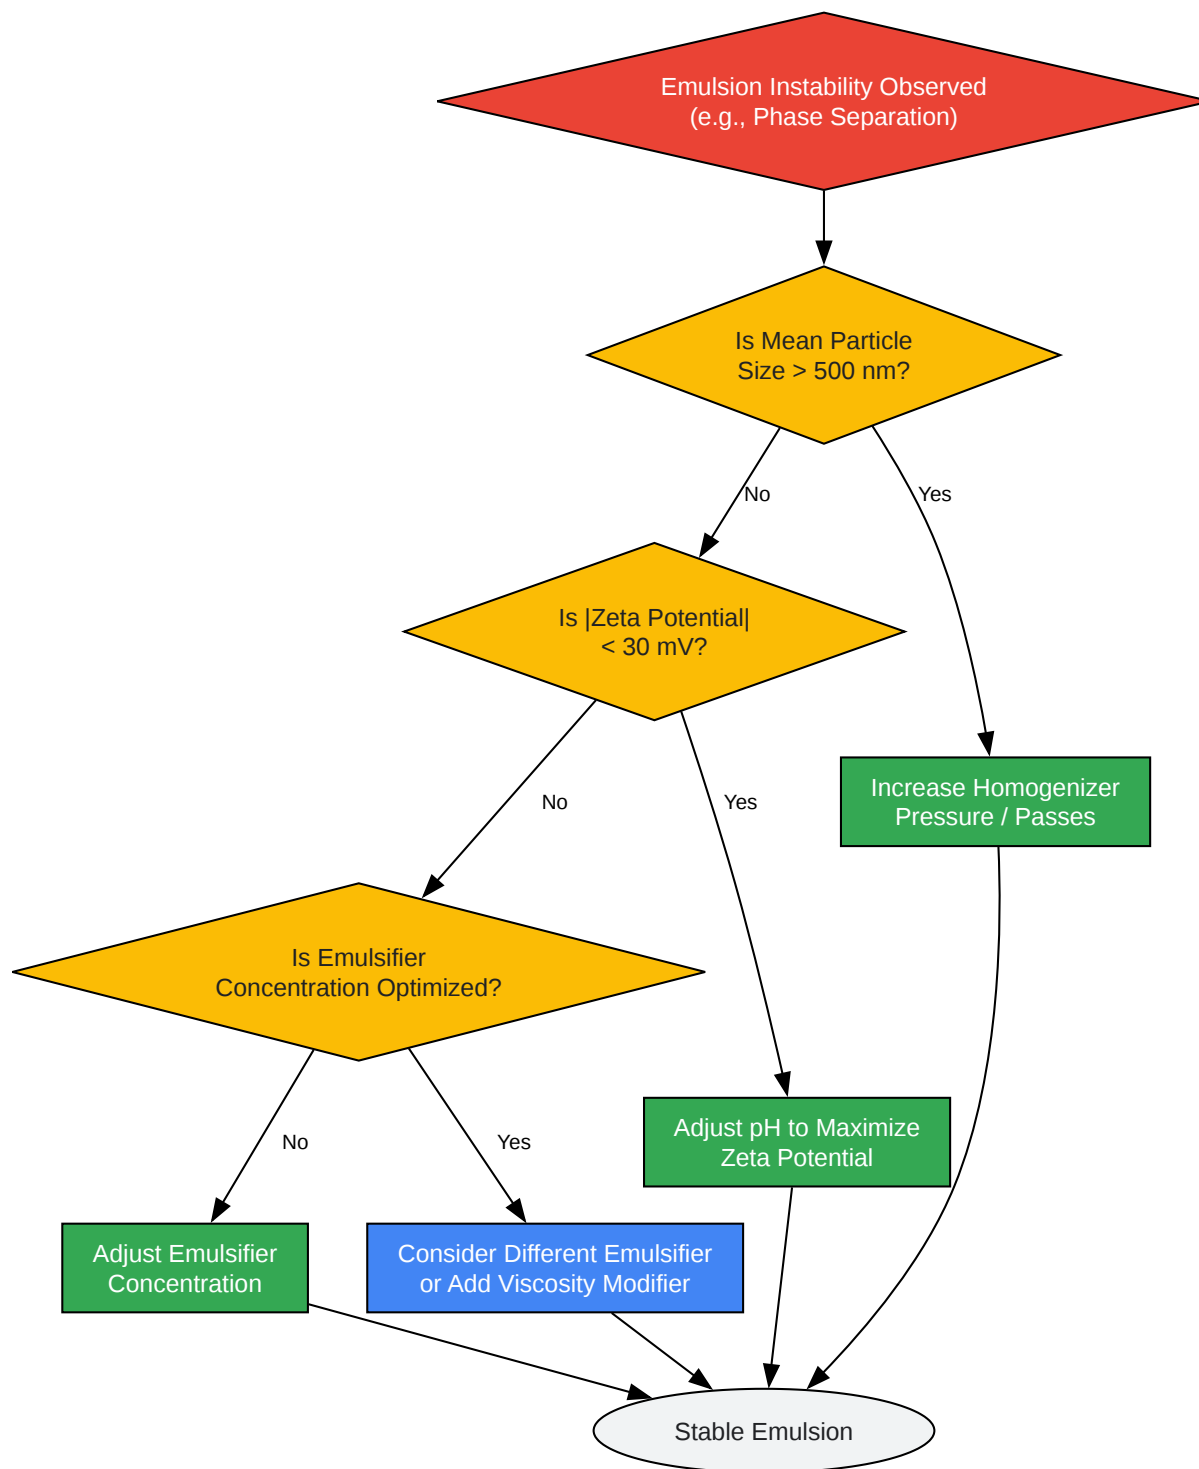 Emulsion Instability Observed
(e.g., Phase Separation)
Is Mean Particle
Size > 500 nm?
No
Yes
Is |Zeta Potential|
< 30 mV?
No
Yes
Increase Homogenizer
Pressure / Passes
Is Emulsifier
Concentration Optimized?
No
Yes
Adjust pH to Maximize
Zeta Potential
Adjust Emulsifier
Concentration
Consider Different Emulsifier
or Add Viscosity Modifier
Stable Emulsion